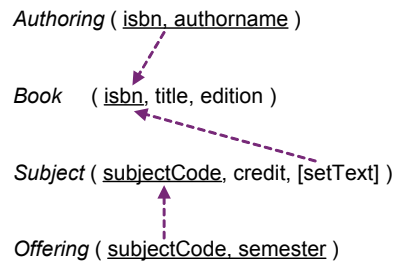 Authoring ( isbn, authorname )
Book ( isbn, title, edition )
Subject ( subjectCode, credit, [setText] )
Offering ( subjectCode, semester )